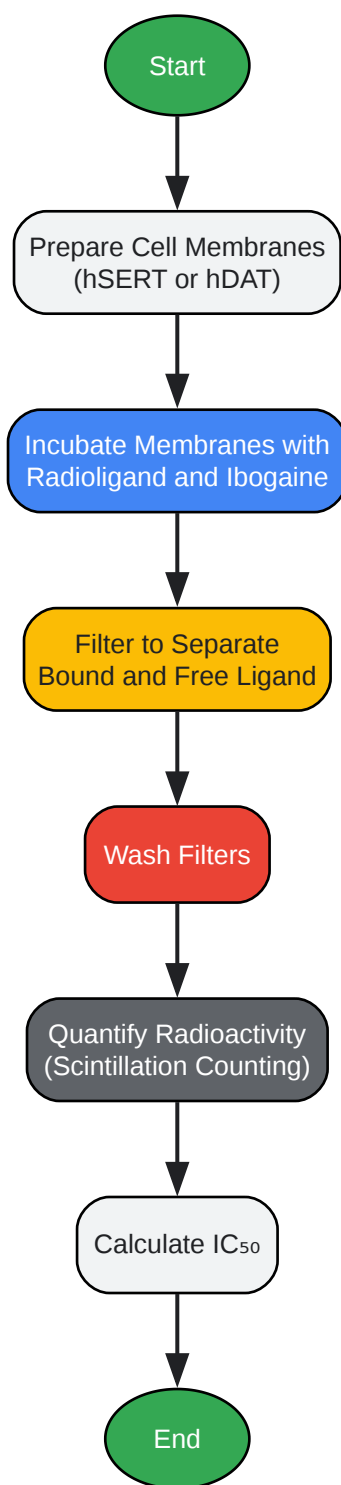 Start
Prepare Cell Membranes
(hSERT or hDAT)
Incubate Membranes with
Radioligand and Ibogaine
Filter to Separate
Bound and Free Ligand
Wash Filters
Quantify Radioactivity
(Scintillation Counting)
Calculate IC₅₀
End